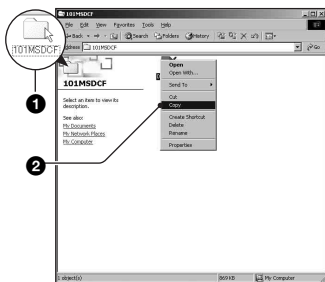 101MSDCF
File Edit View Favorites Tools Help
Back Search Folders History
Address 101MSDCF Go
101MSDCF
101MSDCF
Select an item to view its
description.
See also:
My Documents
My Network Places
My Computer
Open
Open With...
Send To
Cut
Copy
Create Shortcut
Delete
Rename
Properties
1
2
1 object(s) 869 KB My Computer